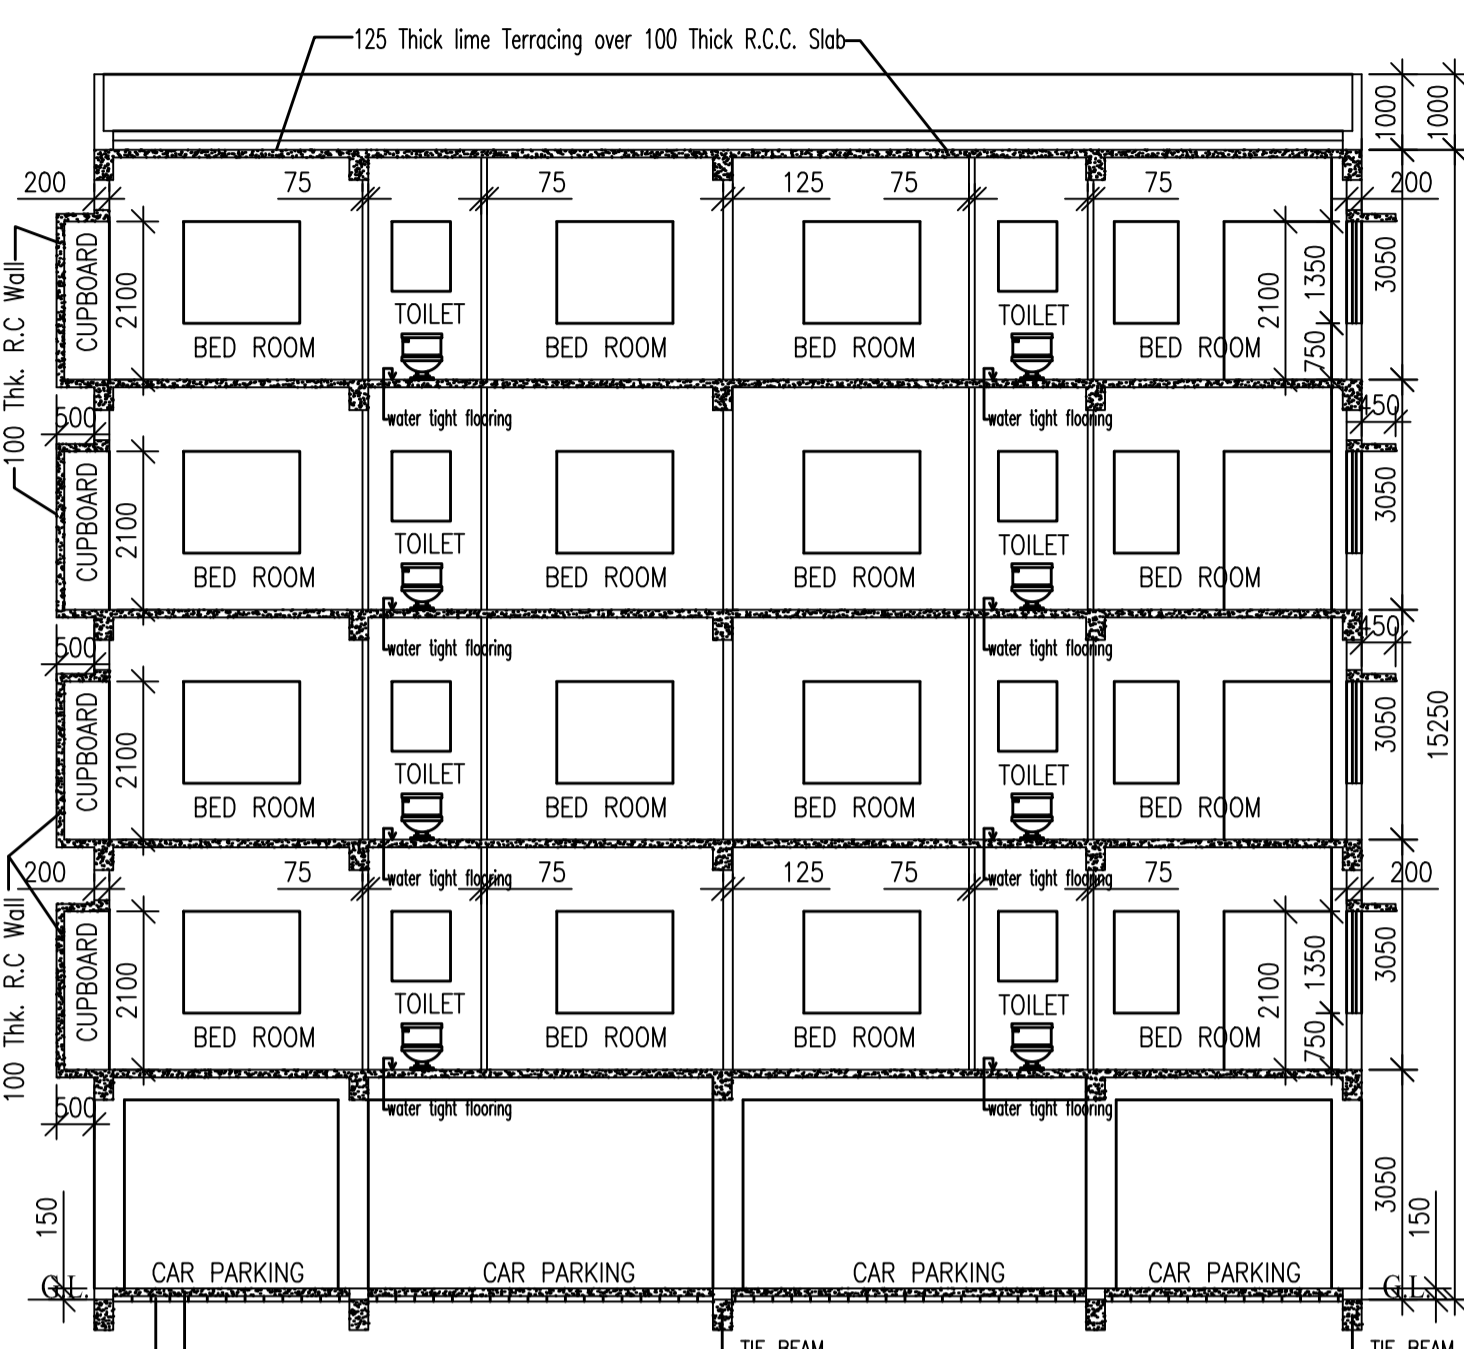 125 Thick lime Terracing over 100 Thick R.C.C. Slab
1000 1000
200 75 75 125 75 75 200
100 Thk. R.C Wall
CUPBOARD 2100 BED ROOM TOILET BED ROOM BED ROOM TOILET BED ROOM 2100 1350 750 3050
water tight flooring water tight flooring
500 450
CUPBOARD 2100 BED ROOM TOILET BED ROOM BED ROOM TOILET BED ROOM 3050
water tight flooring water tight flooring
500 450
15250
CUPBOARD 2100 BED ROOM TOILET BED ROOM BED ROOM TOILET BED ROOM 3050
water tight flooring water tight flooring
200 75 75 125 75 75 200
100 Thk. R.C Wall
CUPBOARD 2100 BED ROOM TOILET BED ROOM BED ROOM TOILET BED ROOM 2100 1350 750 3050
water tight flooring water tight flooring
500
150 3050 150
CAR PARKING CAR PARKING CAR PARKING CAR PARKING
G.L. G.L.
TIE BEAM TIE BEAM